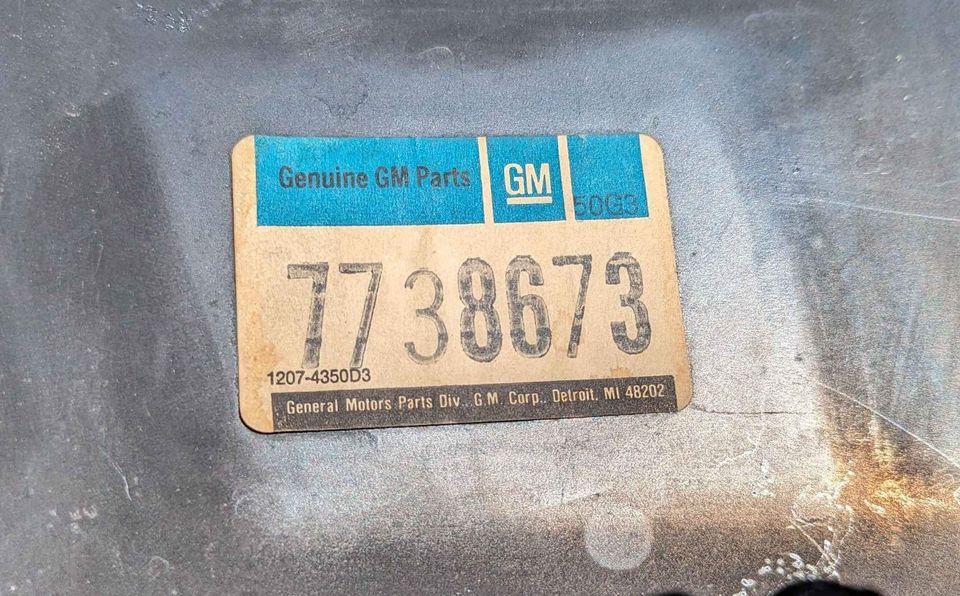 Genuine GM Parts
GM
50G3
7738673
1207-4350D3
General Motors Parts Div., G.M. Corp., Detroit, MI 48202